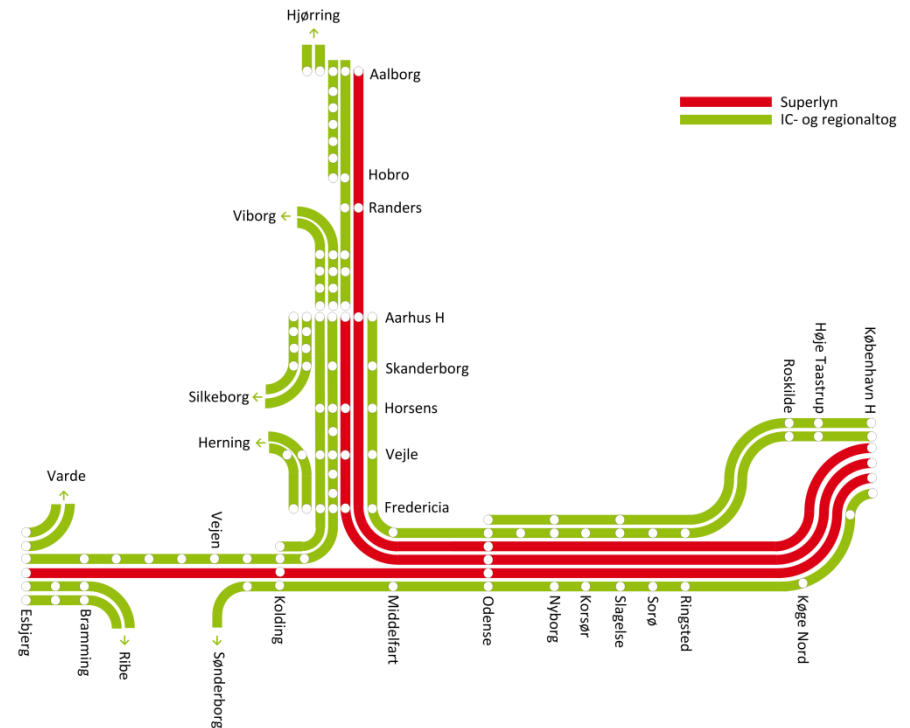 Hjørring
Aalborg
Superlyn
IC- og regionaltog
Hobro
Viborg
Randers
Aarhus H
Skanderborg
Silkeborg
Horsens
Herning
Vejle
Fredericia
Varde
Vejen
Roskilde
Høje Taastrup
København H
Esbjerg
Bramming
Ribe
Sønderborg
Kolding
Middelfart
Odense
Nyborg
Korsør
Slagelse
Sorø
Ringsted
Køge Nord